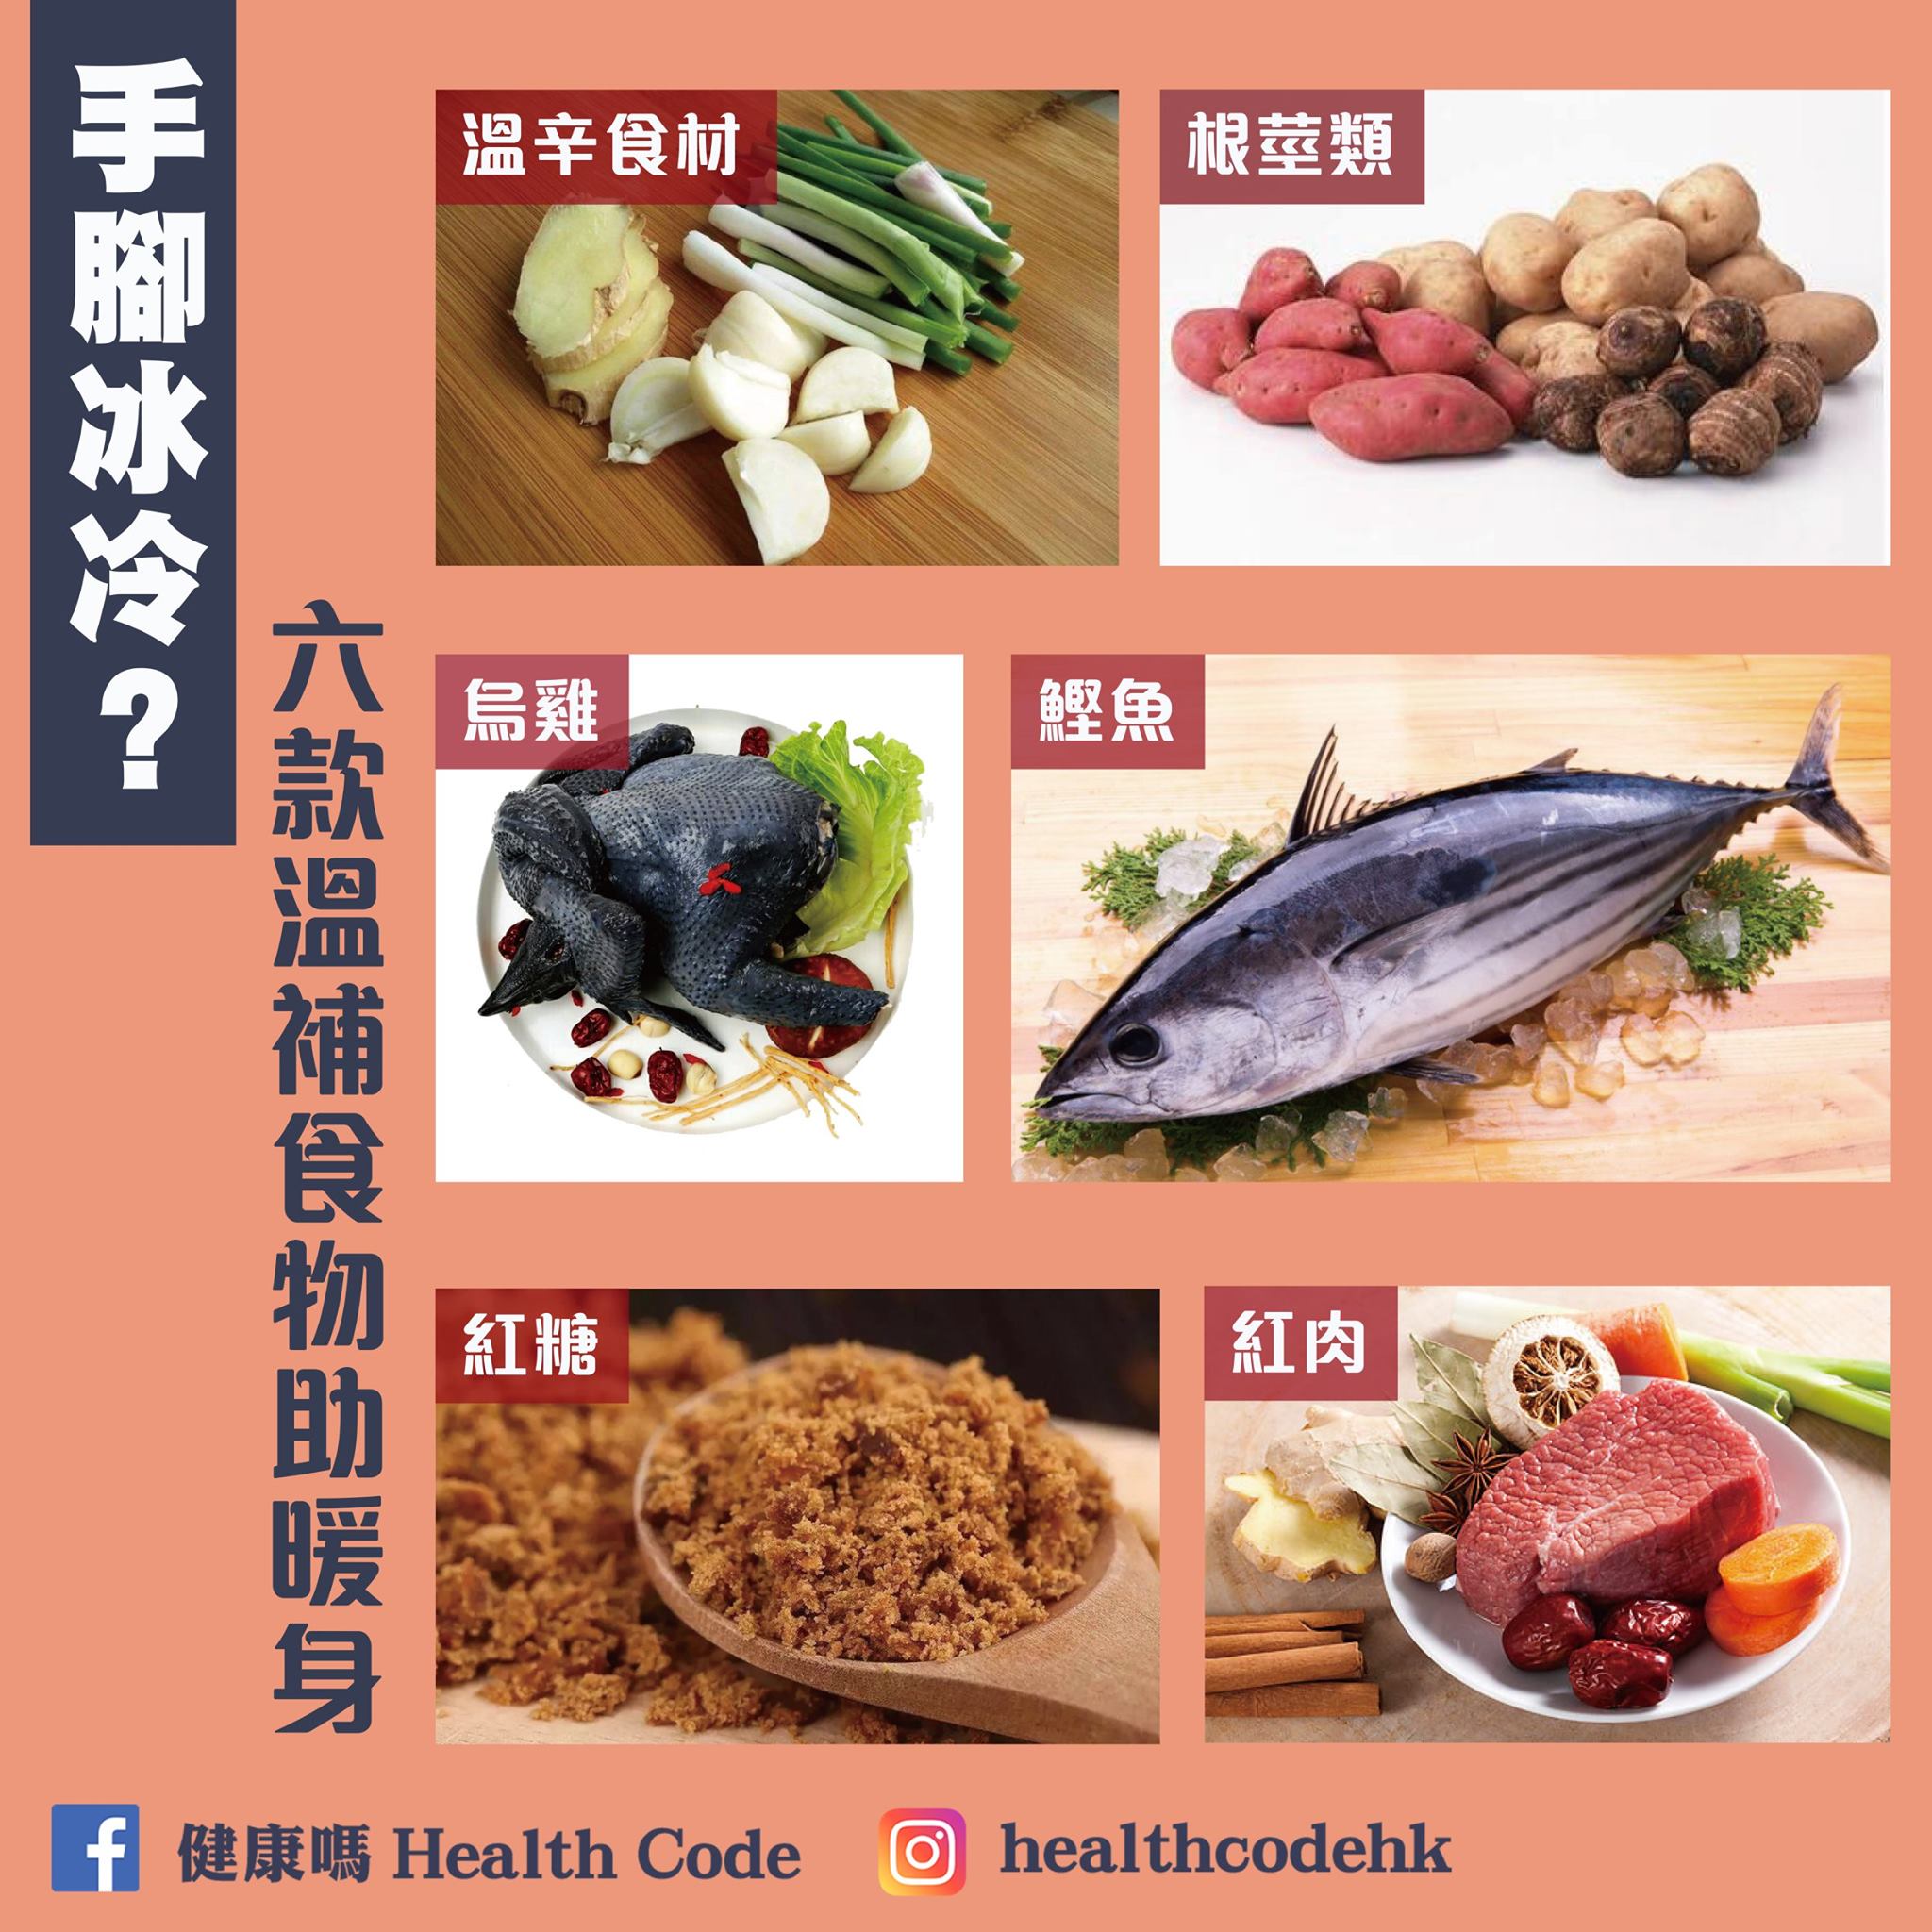 手腳冰冷?
六款溫補食物助暖身
溫辛食材
根莖類
烏雞
鰹魚
紅糖
紅肉
健康嗎 Health Code
healthcodehk